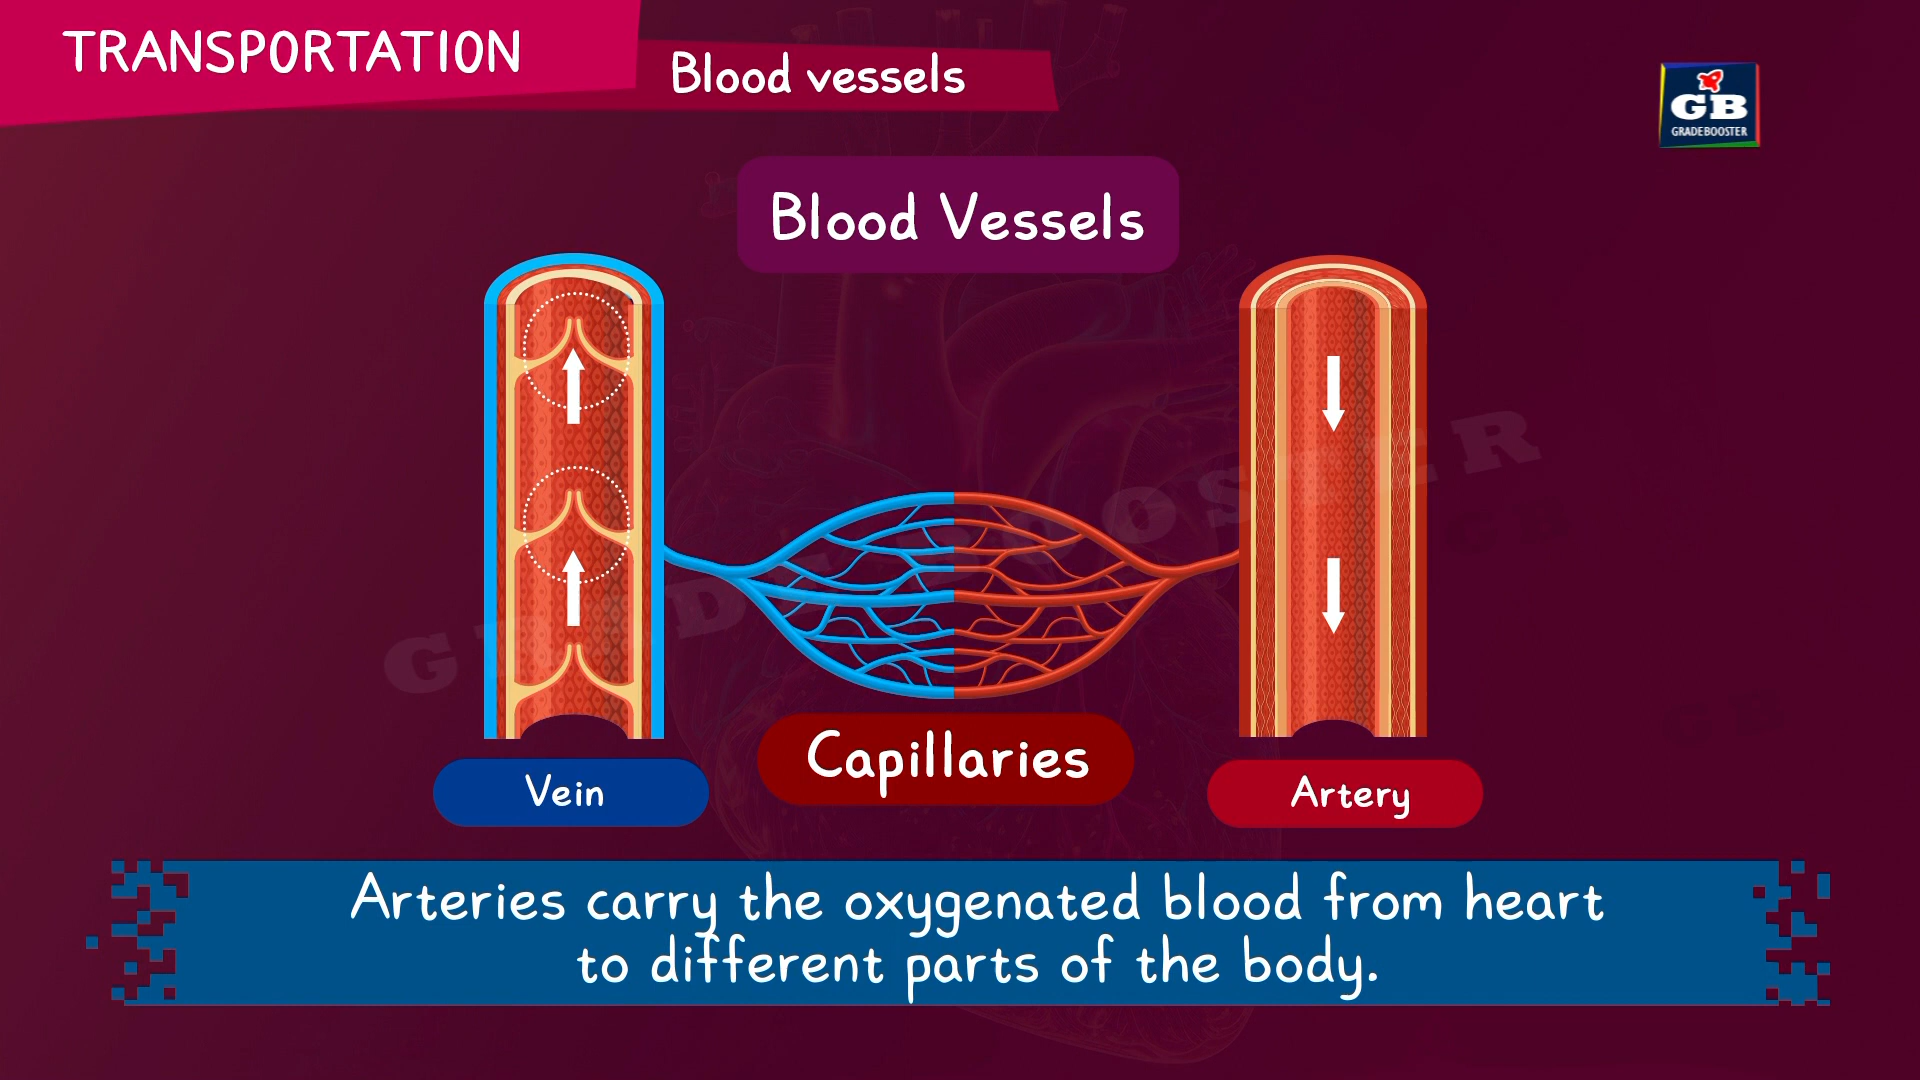 TRANSPORTATION
Blood vessels
GB
GRADEBOOSTER
Blood Vessels
GRADEBOOSTER
Vein
Capillaries
Artery
Arteries carry the oxygenated blood from heart
to different parts of the body.